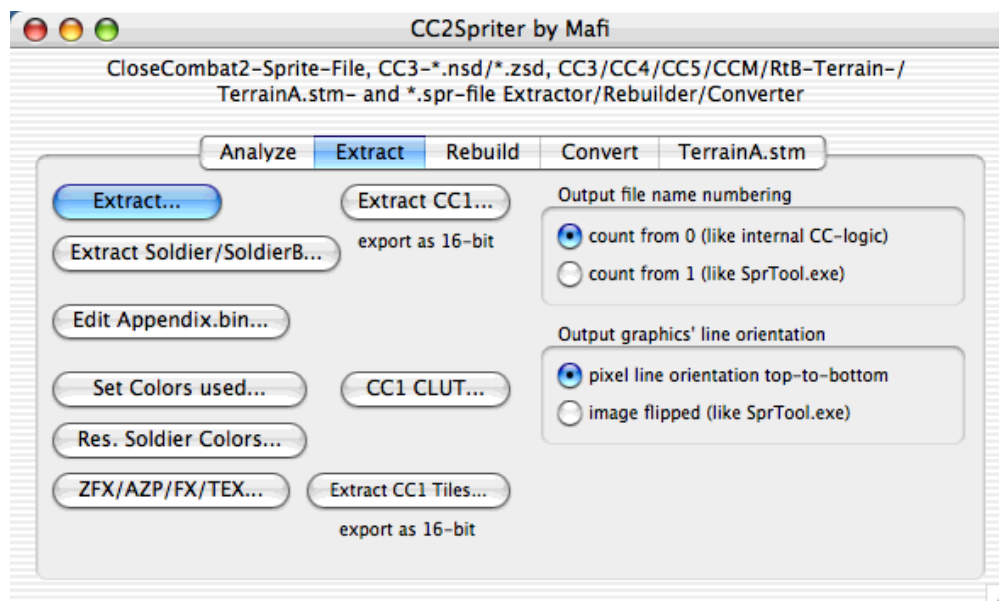 CC2Spriter by Mafi
CloseCombat2-Sprite-File, CC3-*.nsd/*.zsd, CC3/CC4/CC5/CCM/RtB-Terrain-/
TerrainA.stm- and *.spr-file Extractor/Rebuilder/Converter
Analyze Extract Rebuild Convert TerrainA.stm
Extract... Extract CC1...
export as 16-bit
Extract Soldier/SoldierB...
Edit Appendix.bin...
Set Colors used... CC1 CLUT...
Res. Soldier Colors...
ZFX/AZP/FX/TEX... Extract CC1 Tiles...
export as 16-bit
Output file name numbering
count from 0 (like internal CC-logic)
count from 1 (like SprTool.exe)
Output graphics' line orientation
pixel line orientation top-to-bottom
image flipped (like SprTool.exe)